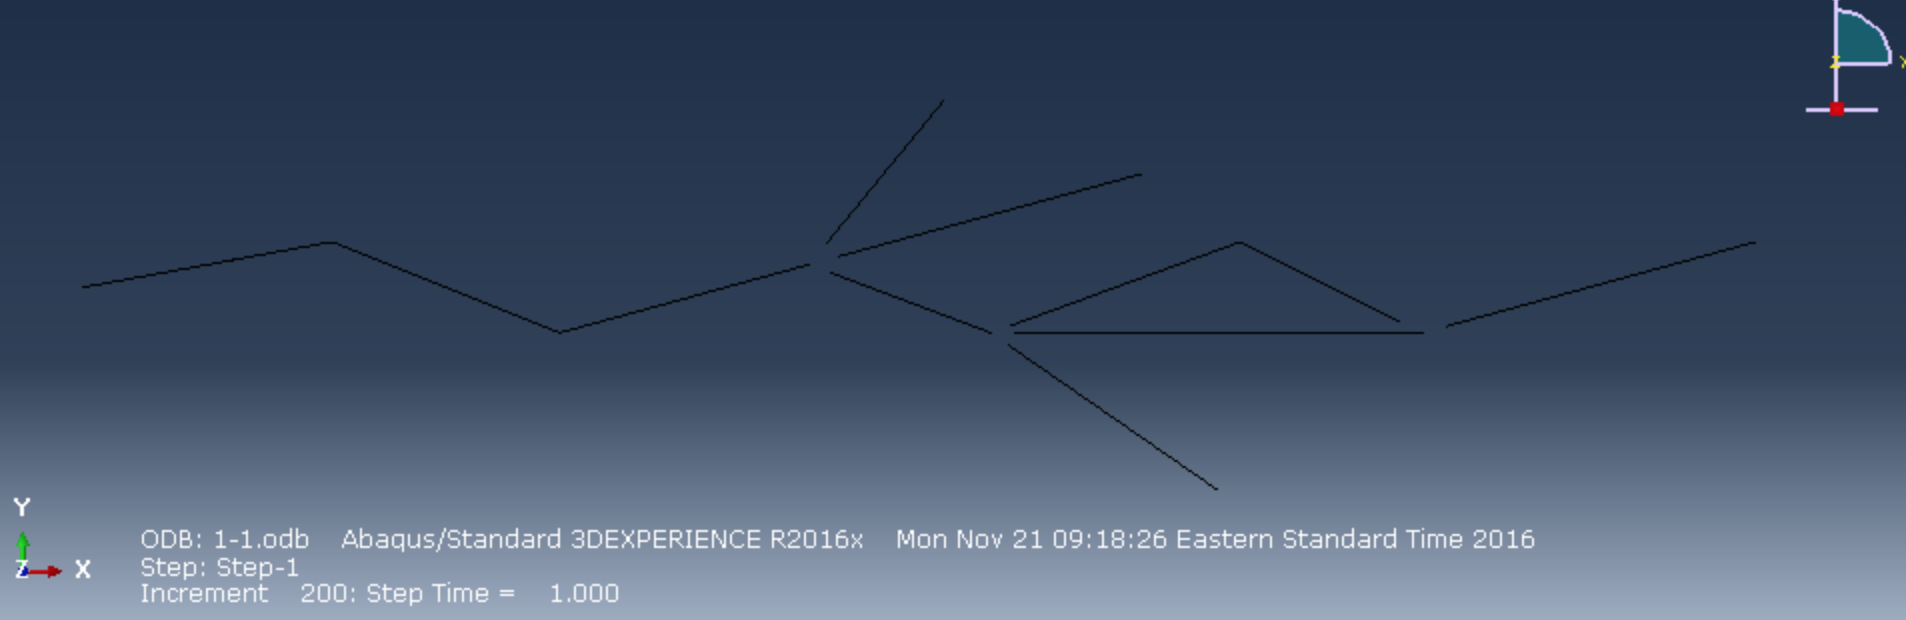 Z X
Y
ODB: 1-1.odb Abaqus/Standard 3DEXPERIENCE R2016x Mon Nov 21 09:18:26 Eastern Standard Time 2016
Z X
Step: Step-1
Increment 200: Step Time = 1.000